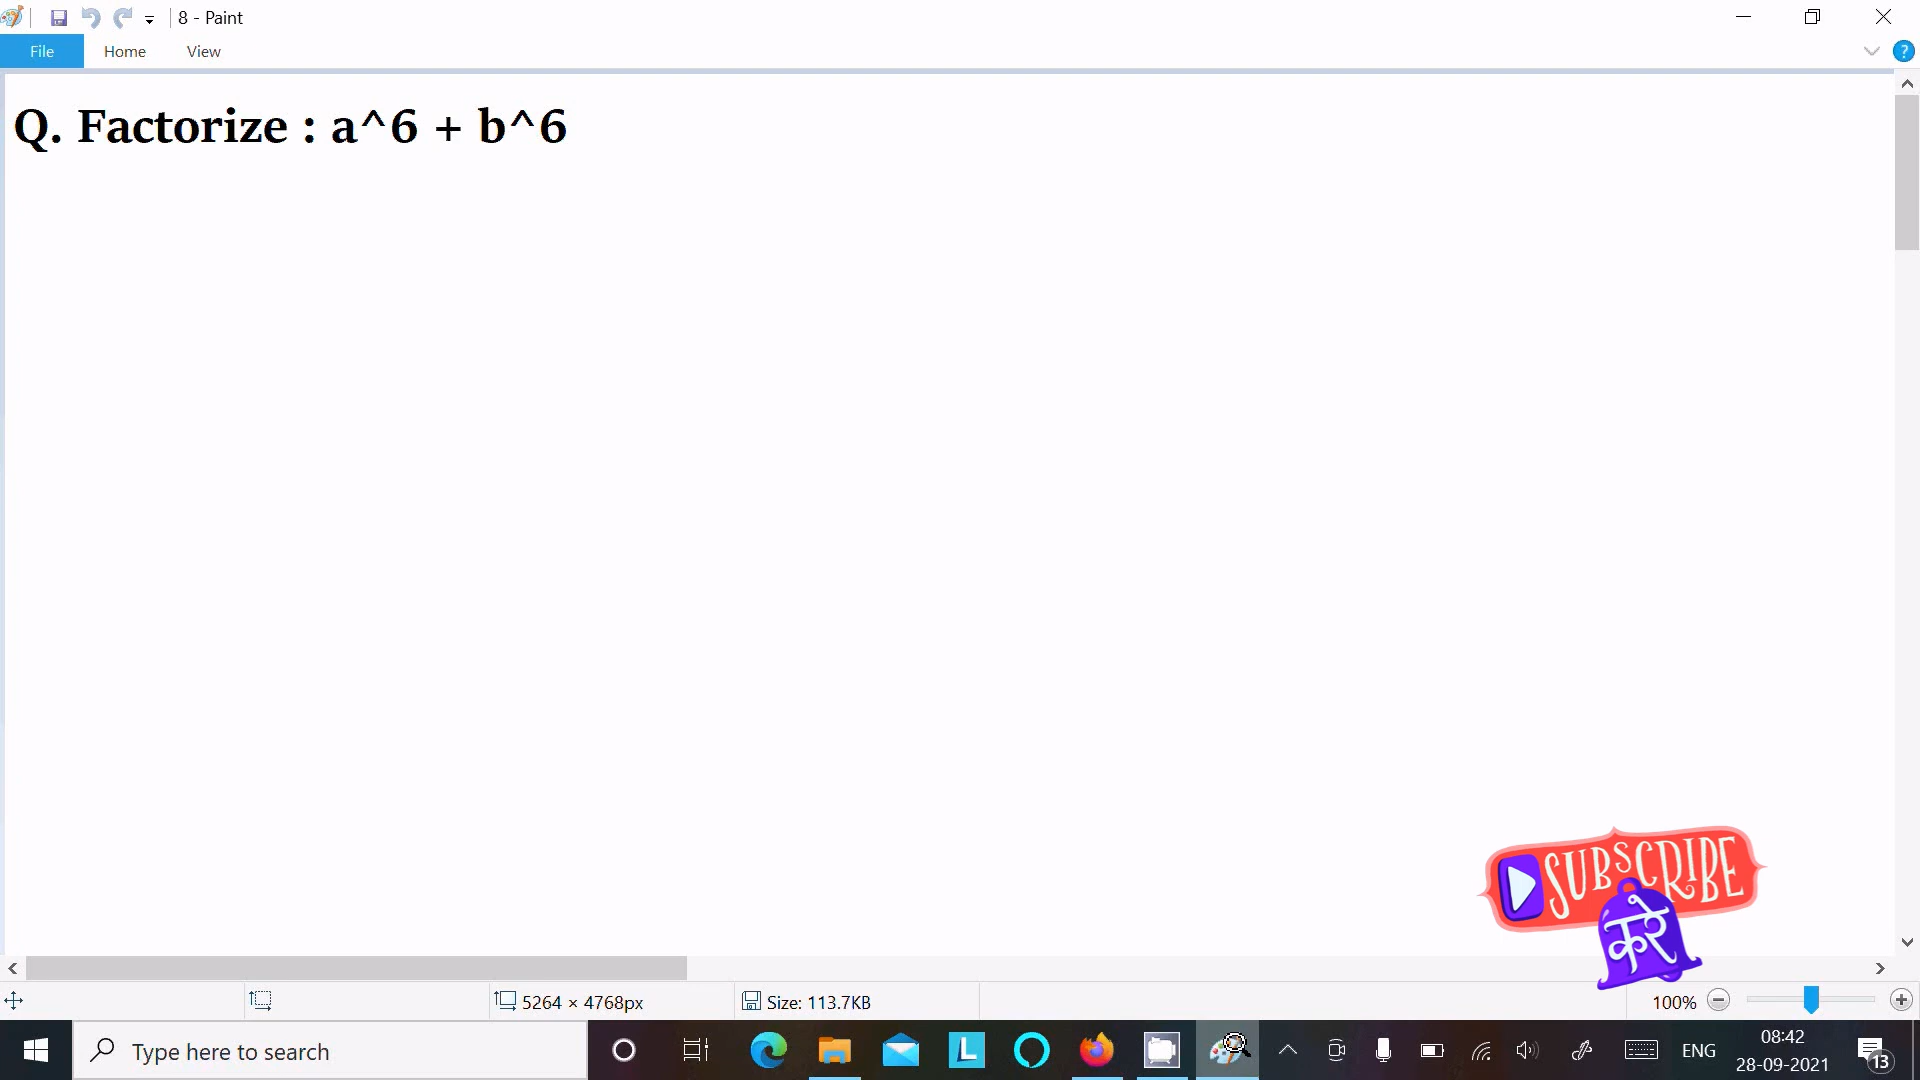 8 - Paint
File Home View
?
Q. Factorize : a^6 + b^6
SUBSCRIBE
करे
5264 × 4768px Size: 113.7KB 100%
Type here to search
L
ENG
08:42
28-09-2021
13